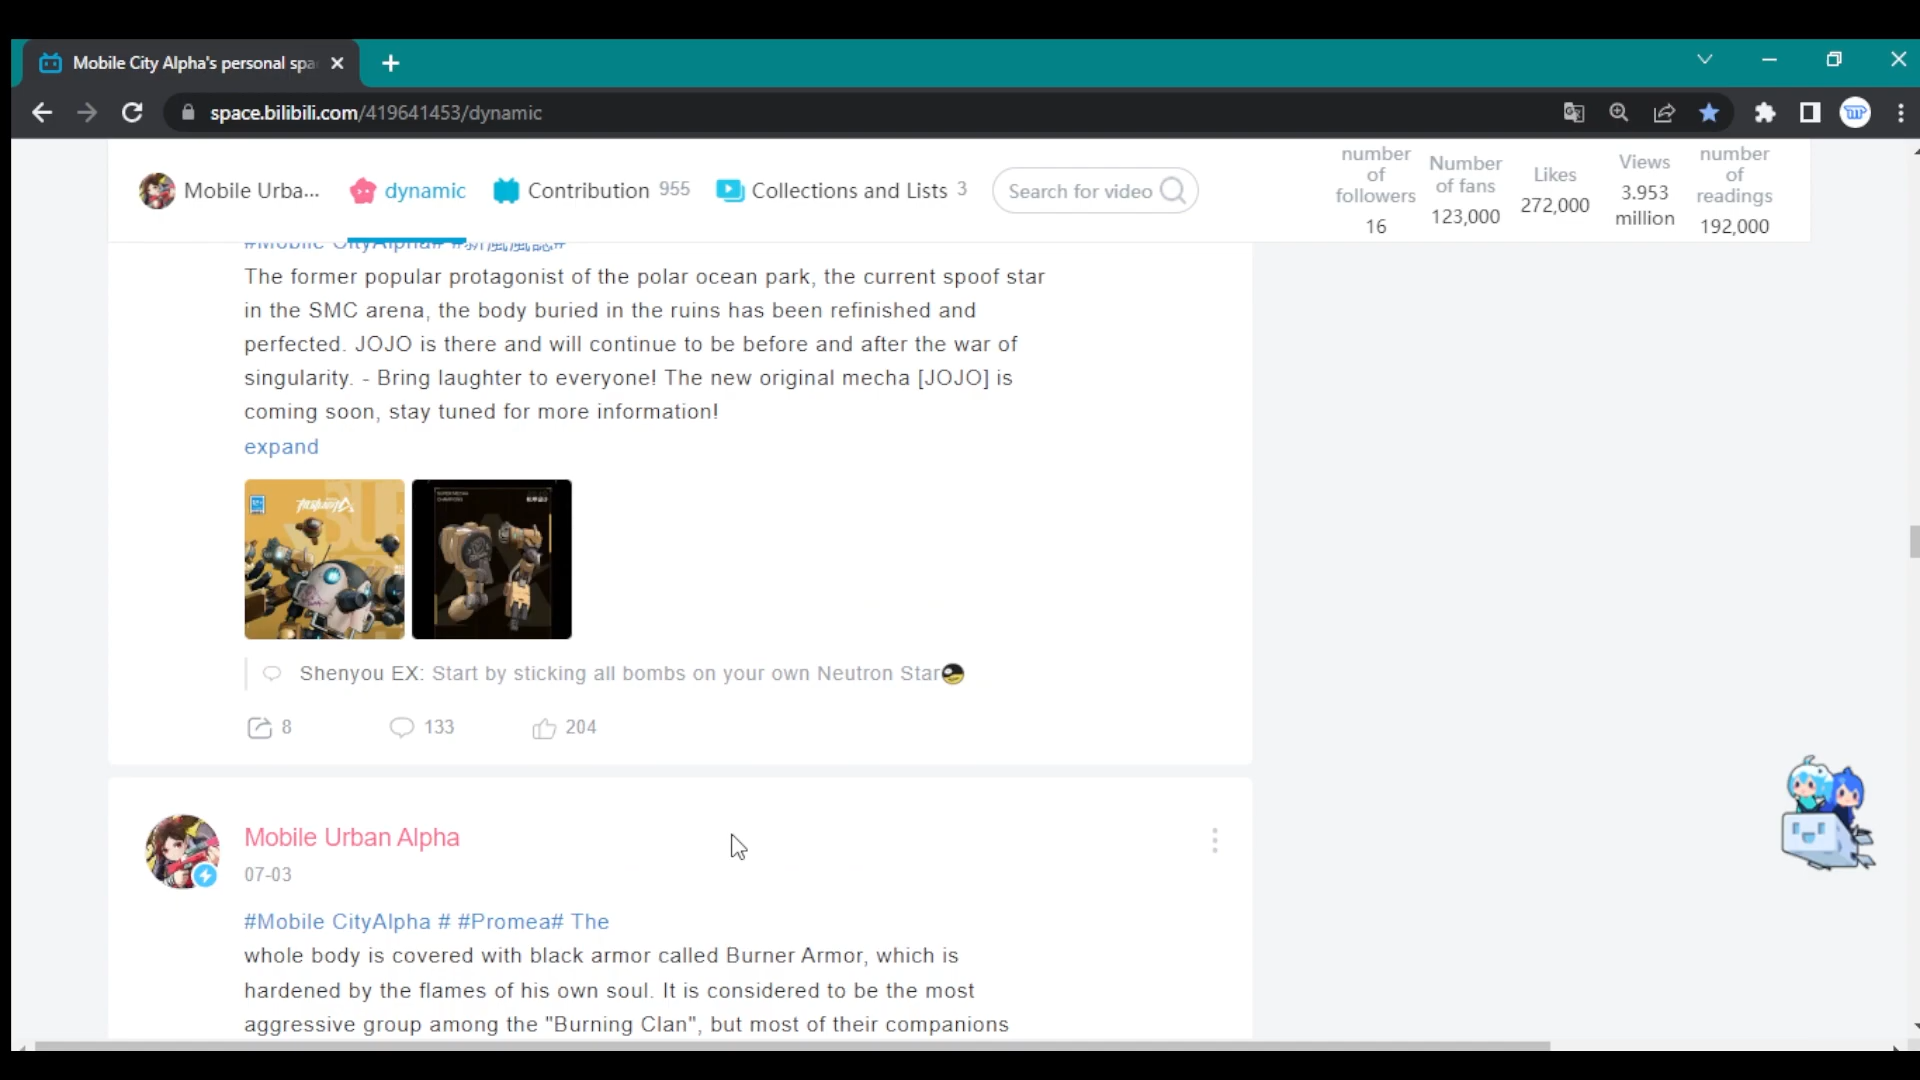 Mobile City Alpha's personal spa
space.bilibili.com/419641453/dynamic
Mobile Urba...
dynamic
Contribution 955
Collections and Lists 3
Search for video
number of followers
16
Number of fans
123,000
Likes
272,000
Views
3.953 million
number of readings
192,000
#Mobile CityAlpha#
The former popular protagonist of the polar ocean park, the current spoof star
in the SMC arena, the body buried in the ruins has been refinished and
perfected. JOJO is there and will continue to be before and after the war of
singularity. - Bring laughter to everyone! The new original mecha [JOJO] is
coming soon, stay tuned for more information!
expand
SUPER MECHA
CHAMPIONS
Shenyou EX: Start by sticking all bombs on your own Neutron Star
8
133
204
Mobile Urban Alpha
07-03
#Mobile CityAlpha # #Promea# The
whole body is covered with black armor called Burner Armor, which is
hardened by the flames of his own soul. It is considered to be the most
aggressive group among the "Burning Clan", but most of their companions